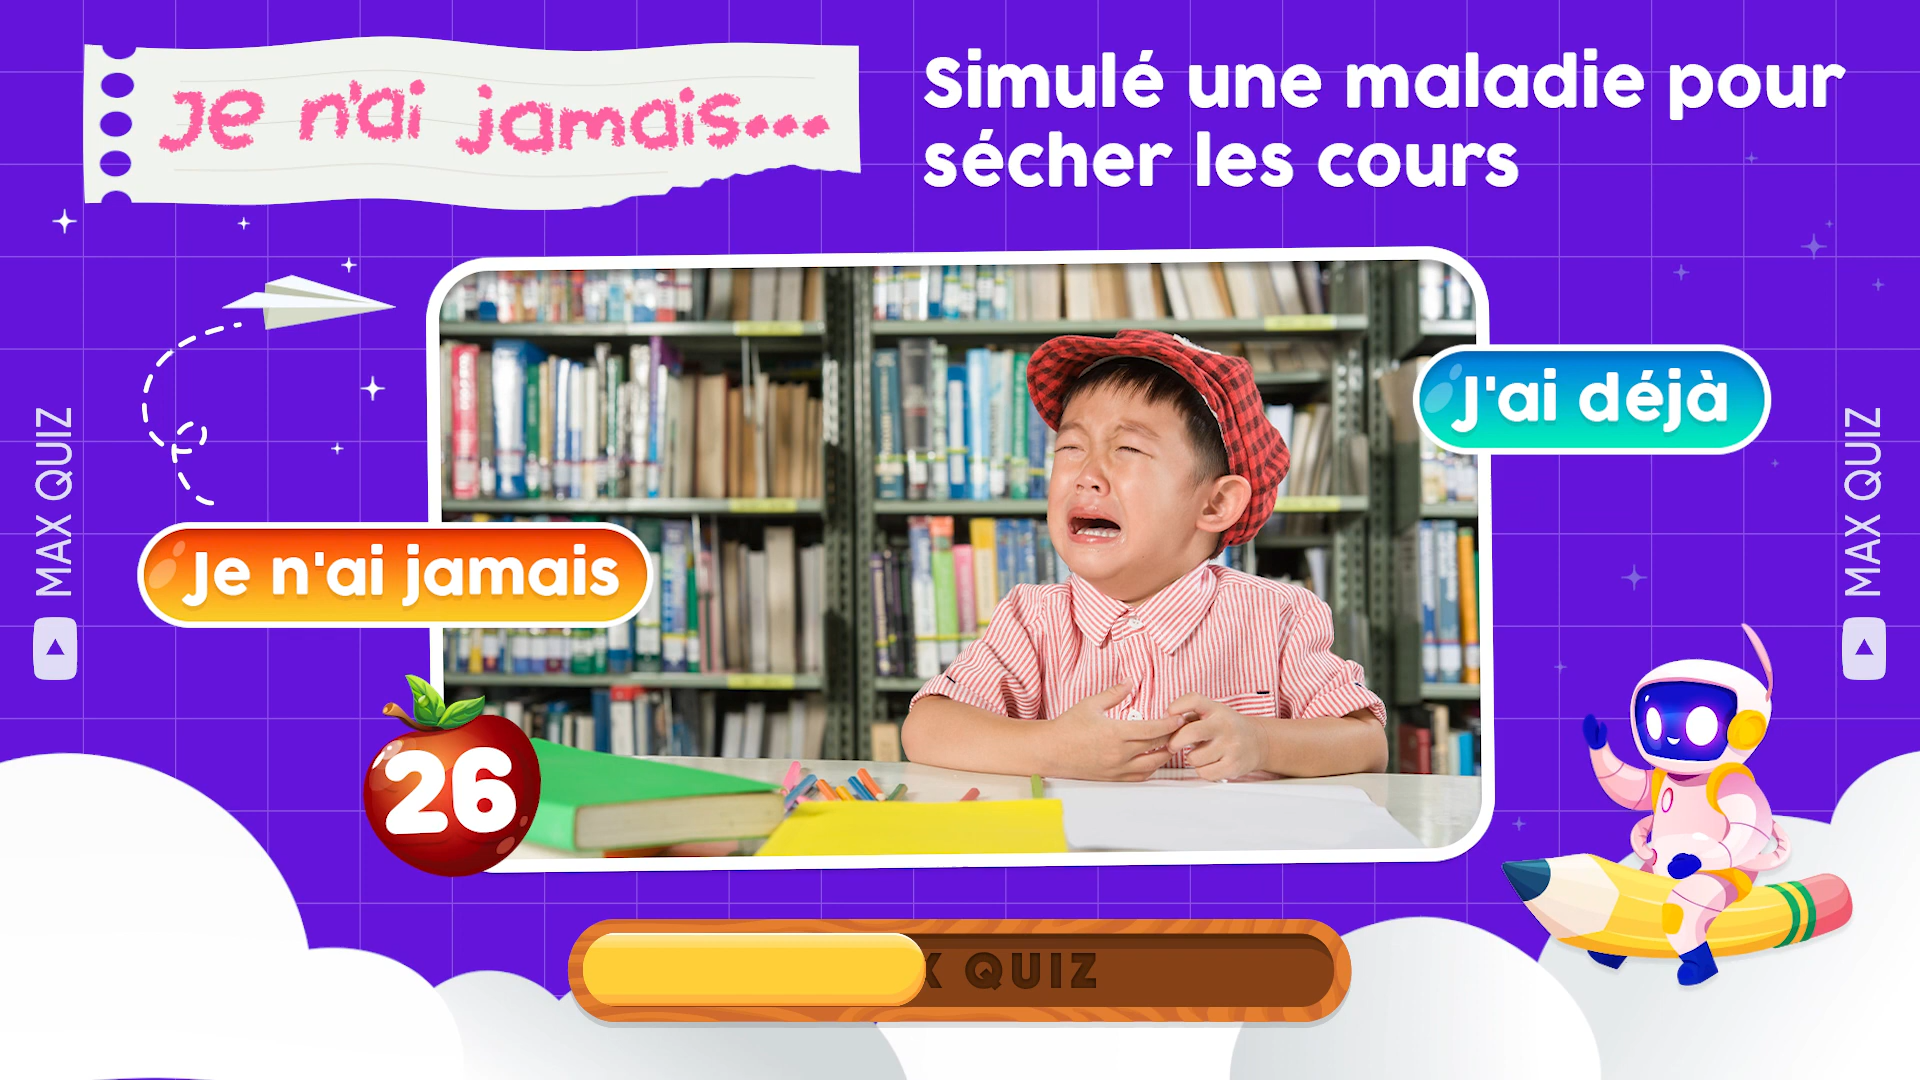 Je n'ai jamais...
Simulé une maladie pour
sécher les cours
J'ai déjà
Je n'ai jamais
MAX QUIZ
MAX QUIZ
26
QUIZ